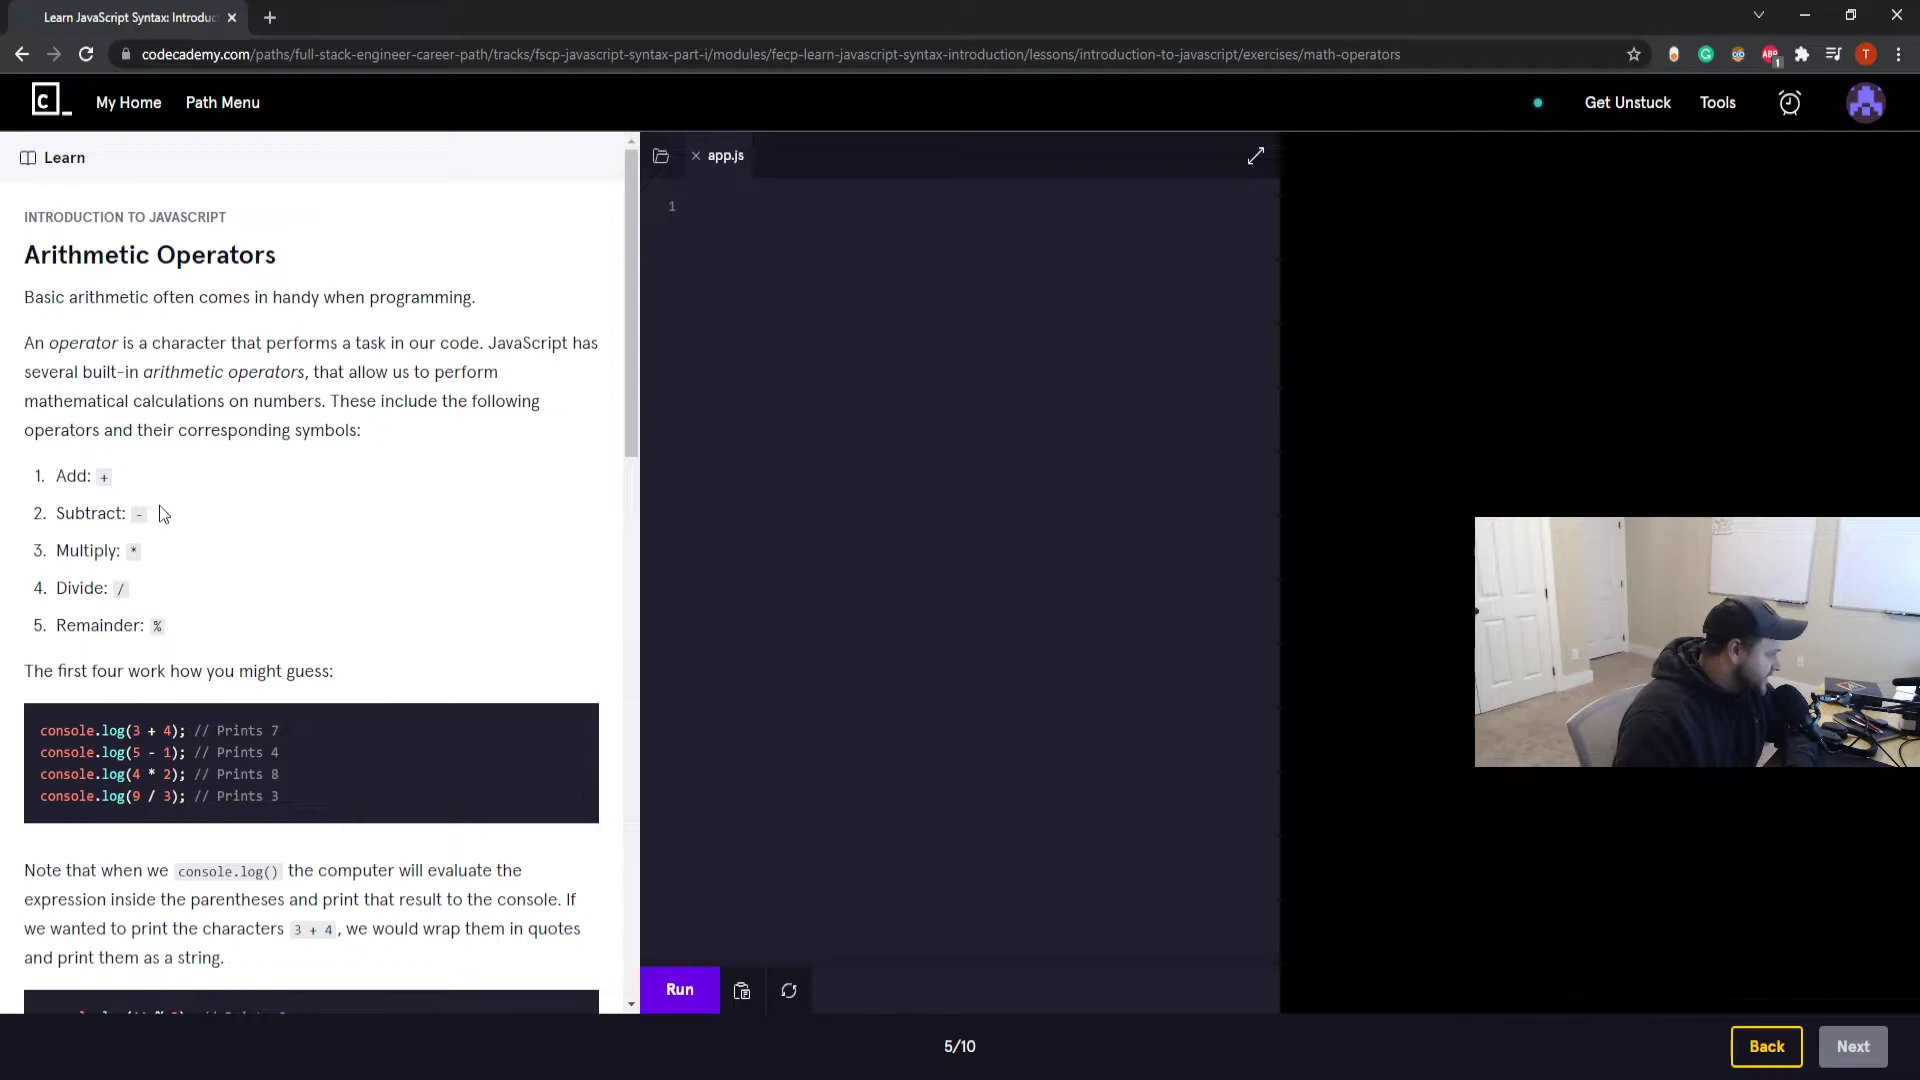 Learn JavaScript Syntax: Introduc
codecademy.com/paths/full-stack-engineer-career-path/tracks/fscp-javascript-syntax-part-i/modules/fecp-learn-javascript-syntax-introduction/lessons/introduction-to-javascript/exercises/math-operators
ABP 1 T
C_ My Home Path Menu Get Unstuck Tools
Learn
app.js
1
INTRODUCTION TO JAVASCRIPT
Arithmetic Operators
Basic arithmetic often comes in handy when programming.
An operator is a character that performs a task in our code. JavaScript has
several built-in arithmetic operators, that allow us to perform
mathematical calculations on numbers. These include the following
operators and their corresponding symbols:
1. Add: +
2. Subtract: -
3. Multiply: *
4. Divide: /
5. Remainder: %
The first four work how you might guess:
console.log(3 + 4); // Prints 7
console.log(5 - 1); // Prints 4
console.log(4 * 2); // Prints 8
console.log(9 / 3); // Prints 3
Note that when we console.log() the computer will evaluate the
expression inside the parentheses and print that result to the console. If
we wanted to print the characters 3 + 4, we would wrap them in quotes
and print them as a string.
Run
5/10
Back
Next